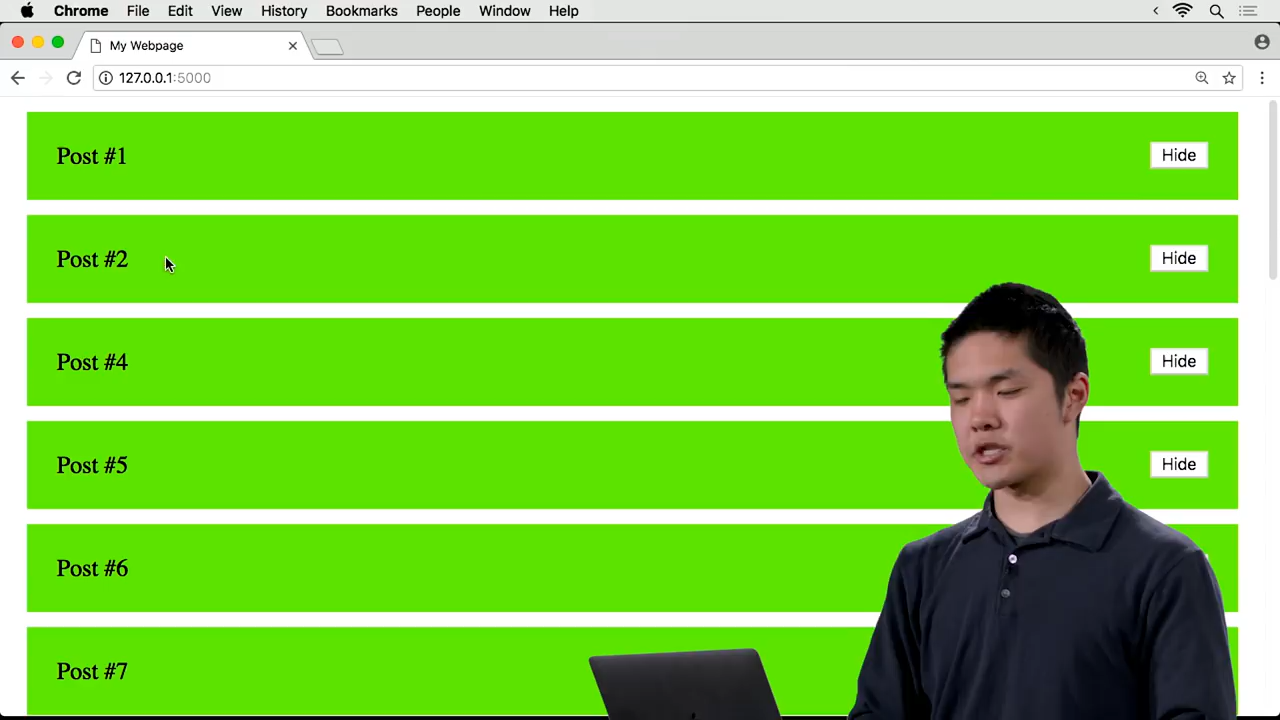 Chrome File Edit View History Bookmarks People Window Help
My Webpage
127.0.0.1:5000
Post #1 Hide
Post #2 Hide
Post #4 Hide
Post #5 Hide
Post #6
Post #7